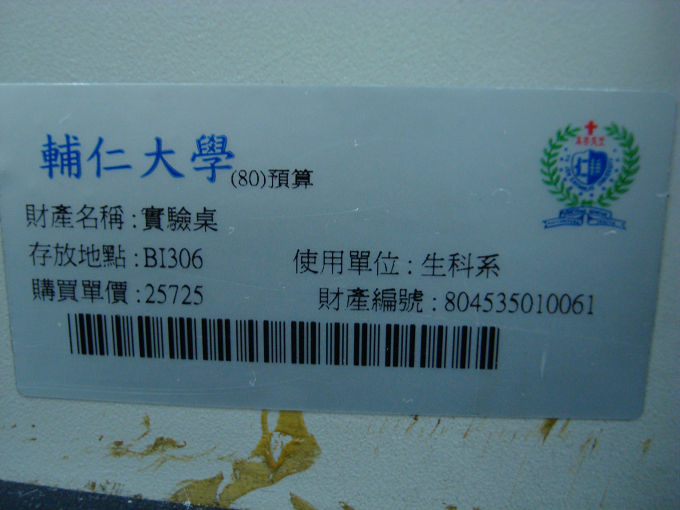 輔仁大學(80)預算
財產名稱:實驗桌
存放地點:BI306 使用單位:生科系
購買單價:25725 財產編號:804535010061